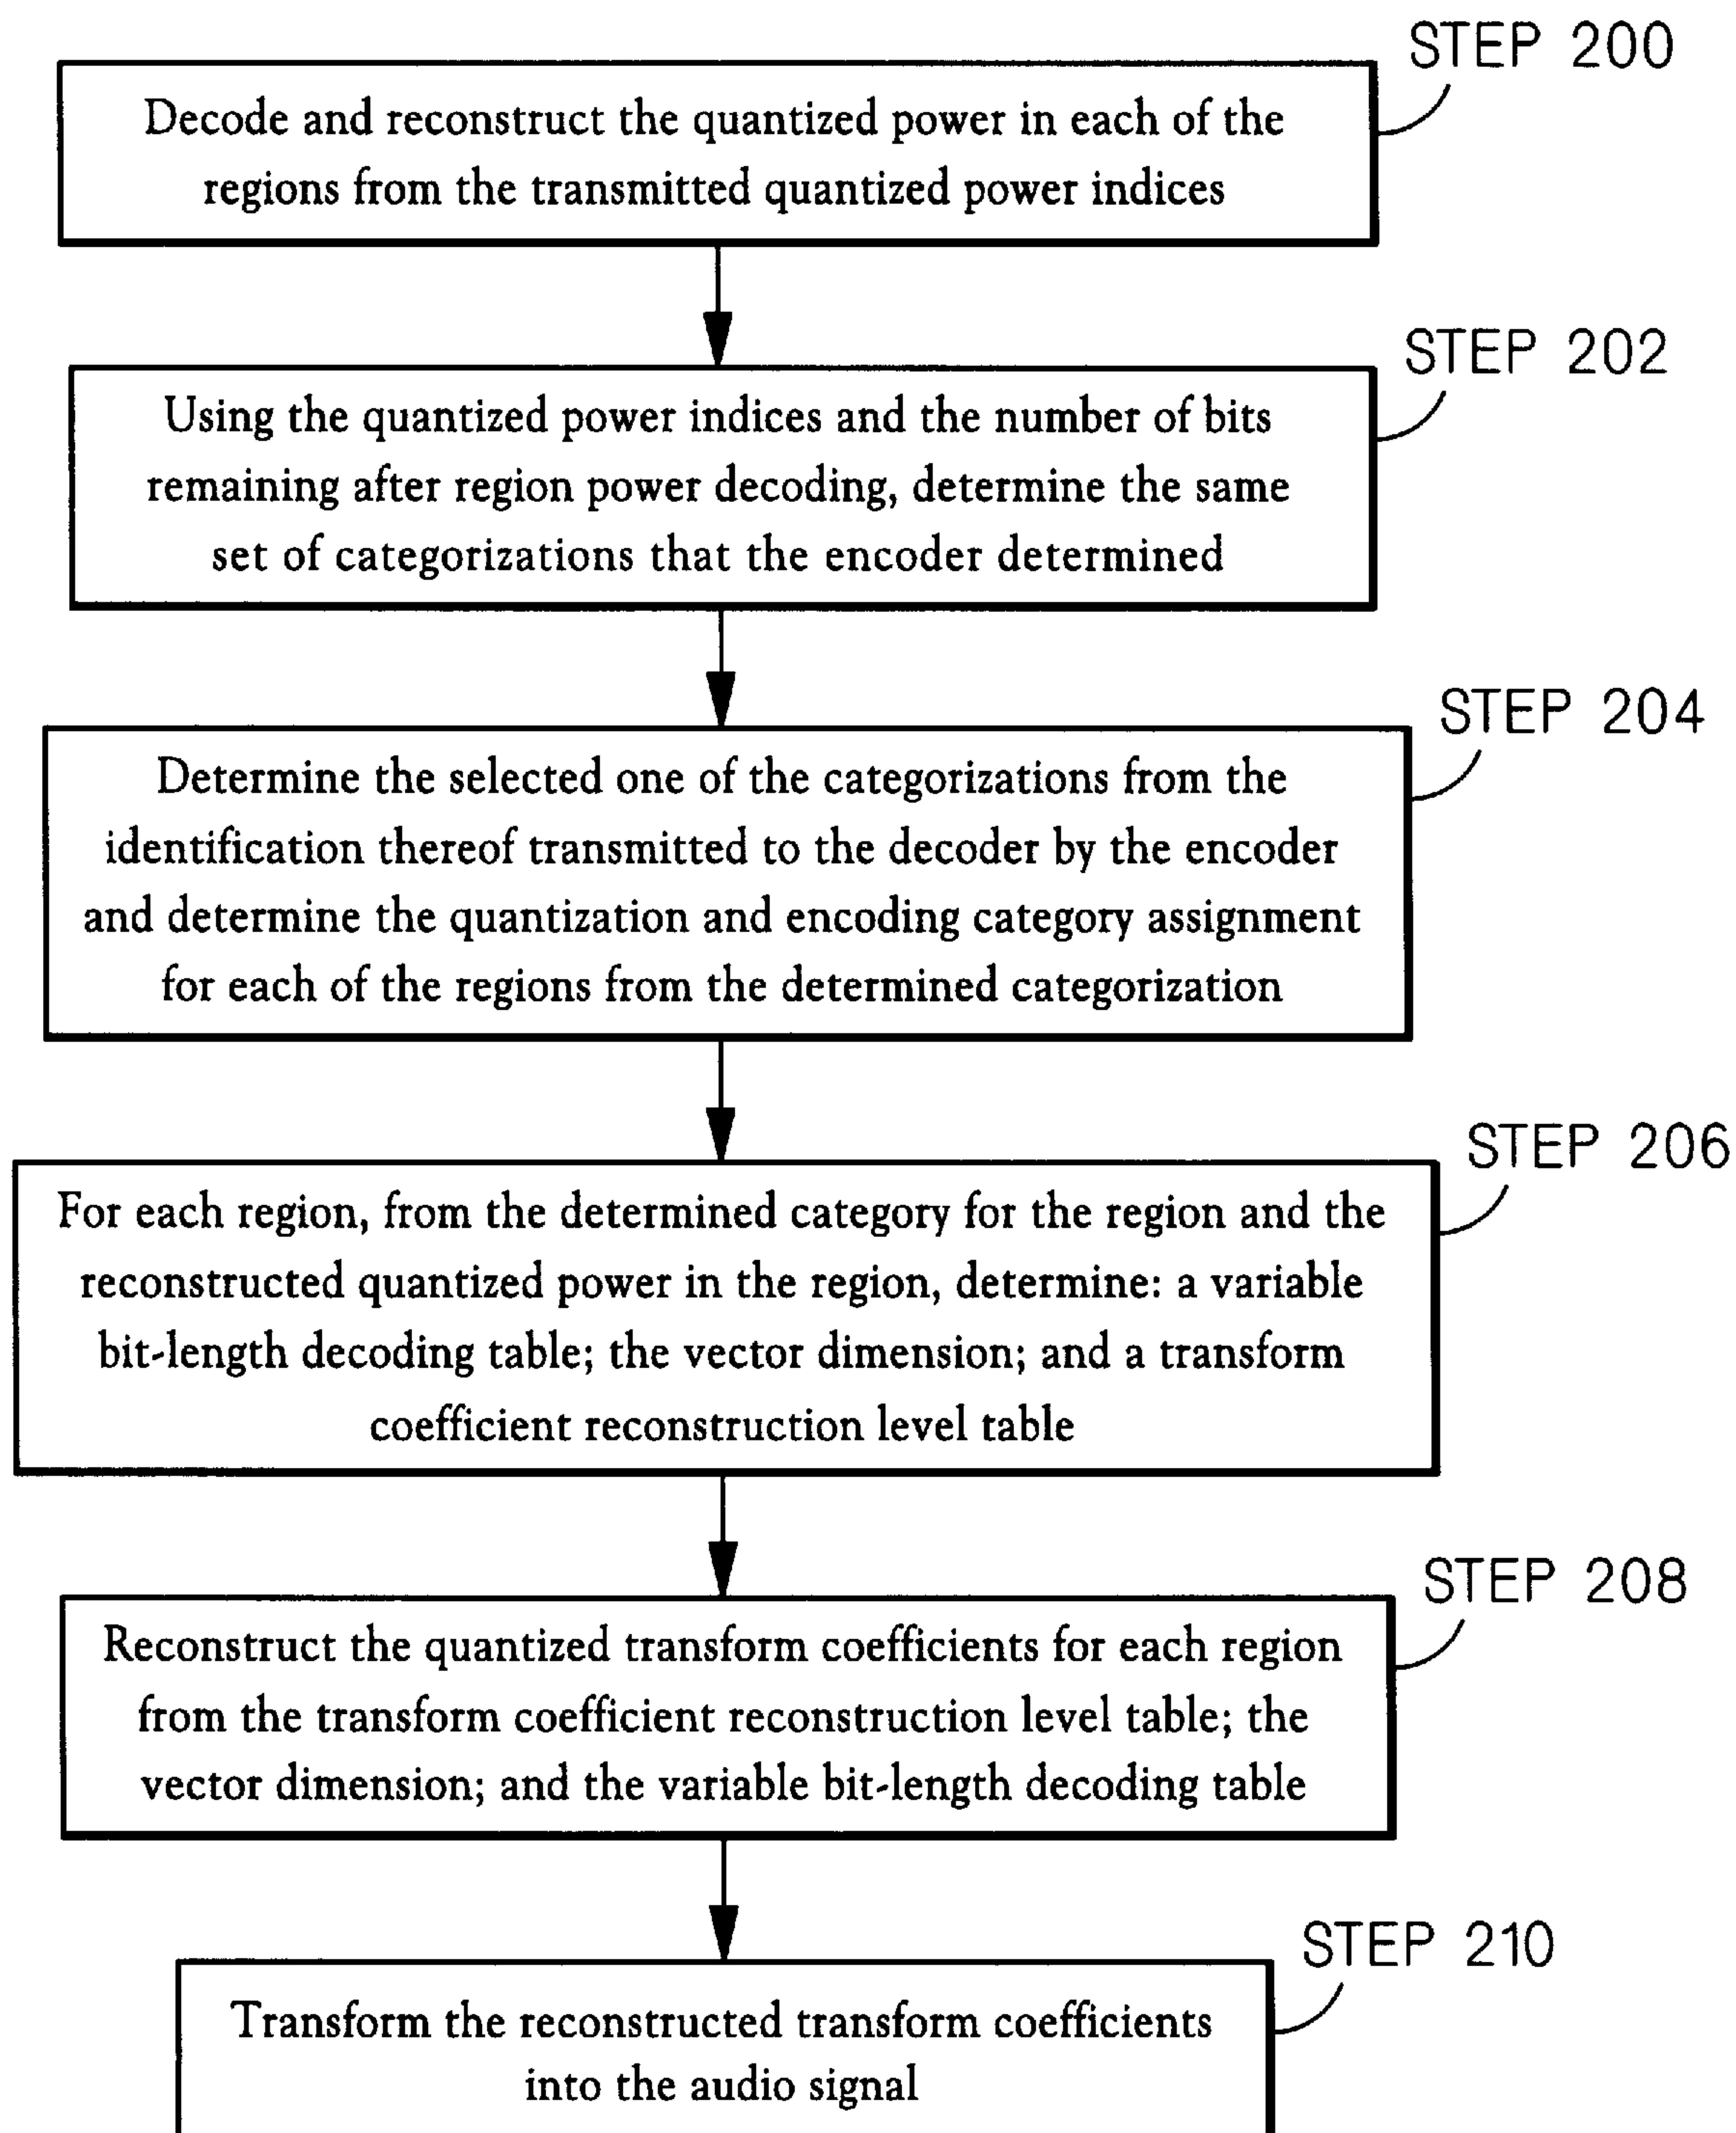 STEP 200
Decode and reconstruct the quantized power in each of the
regions from the transmitted quantized power indices
STEP 202
Using the quantized power indices and the number of bits
remaining after region power decoding, determine the same
set of categorizations that the encoder determined
STEP 204
Determine the selected one of the categorizations from the
identification thereof transmitted to the decoder by the encoder
and determine the quantization and encoding category assignment
for each of the regions from the determined categorization
STEP 206
For each region, from the determined category for the region and the
reconstructed quantized power in the region, determine: a variable
bit-length decoding table; the vector dimension; and a transform
coefficient reconstruction level table
STEP 208
Reconstruct the quantized transform coefficients for each region
from the transform coefficient reconstruction level table; the
vector dimension; and the variable bit-length decoding table
STEP 210
Transform the reconstructed transform coefficients
into the audio signal